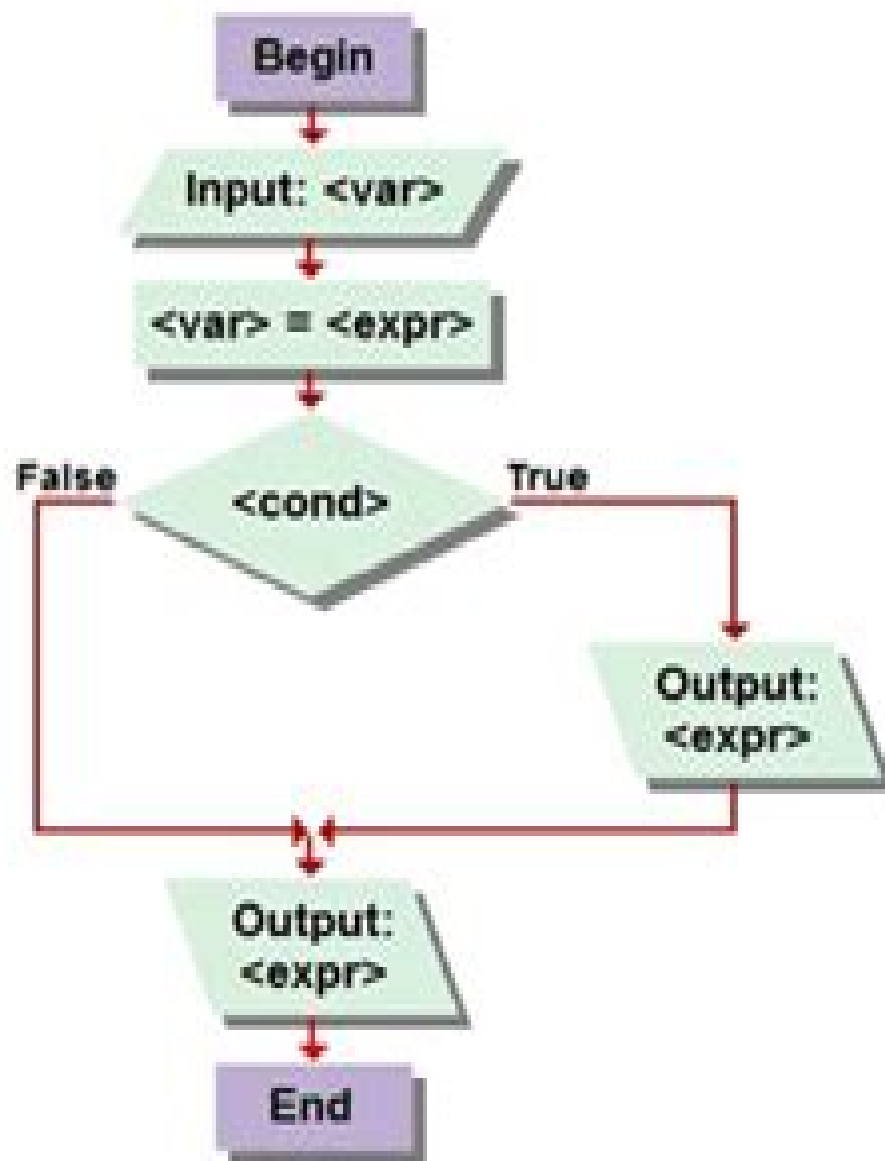 Begin
Input: <var>
<var> = <expr>
False
<cond>
True
Output:
<expr>
Output:
<expr>
End